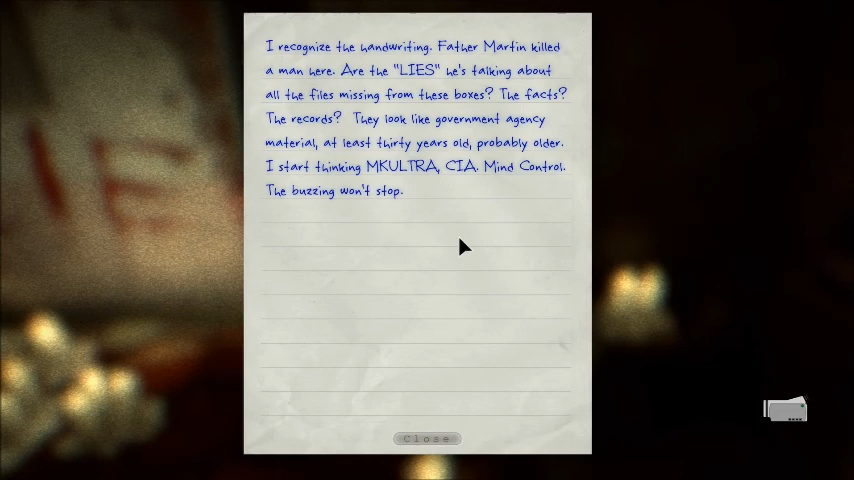 I recognize the handwriting. Father Martin killed
a man here. Are the "LIES" he's talking about
all the files missing from these boxes? The facts?
The records? They look like government agency
material, at least thirty years old, probably older.
I start thinking MKULTRA, CIA. Mind Control.
The buzzing won't stop.
Close